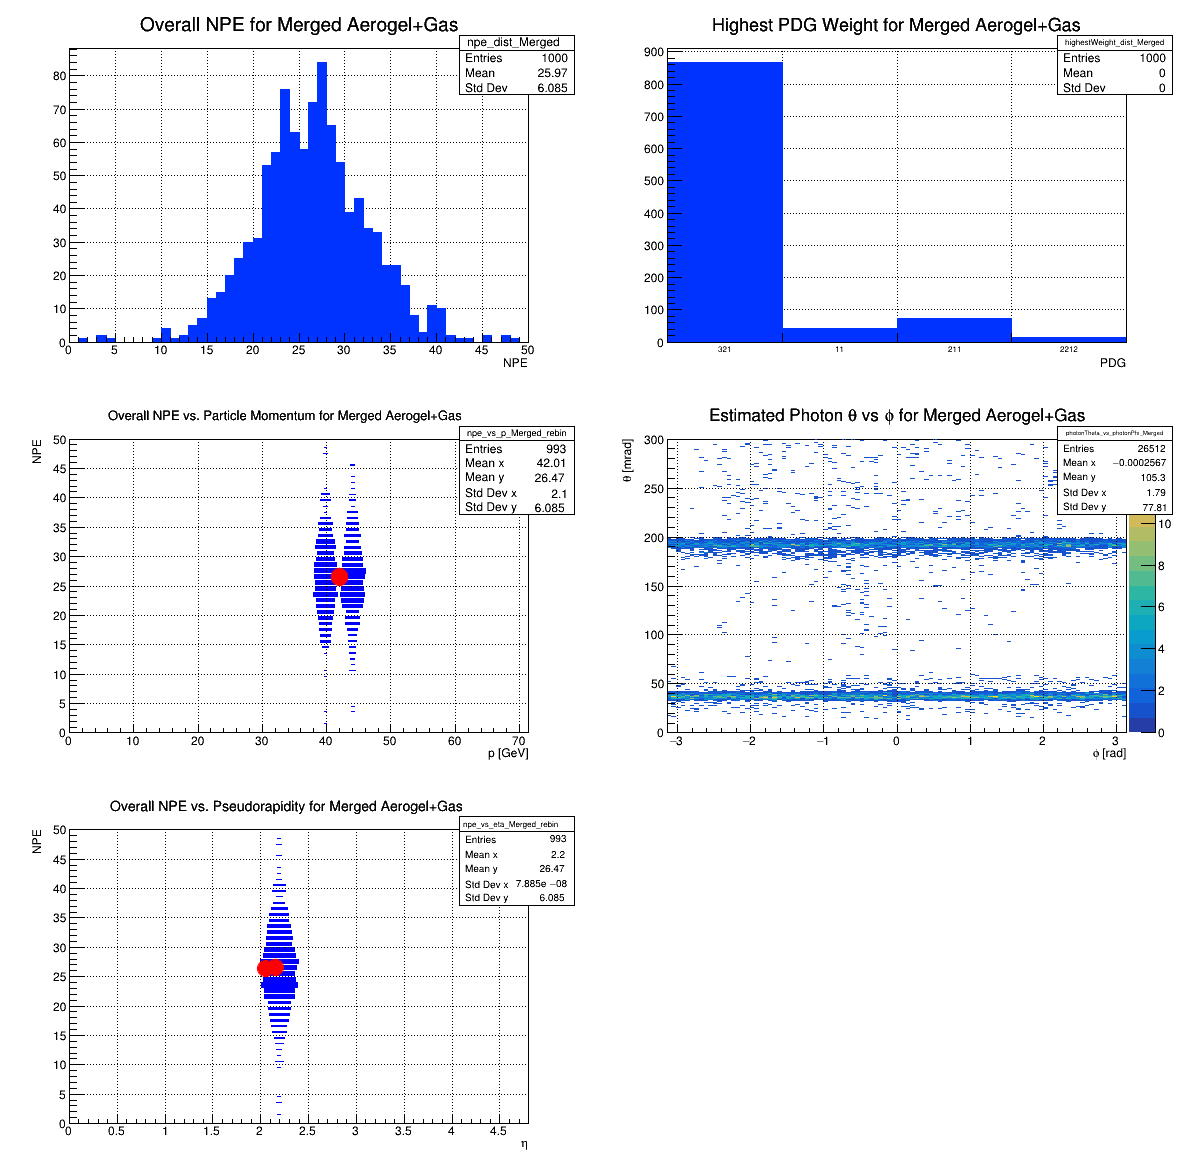 Overall NPE for Merged Aerogel+Gas
npe_dist_Merged
Entries 1000
Mean 25.97
Std Dev 6.085
80
70
60
50
40
30
20
10
0
0 5 10 15 20 25 30 35 40 45 50
NPE
Highest PDG Weight for Merged Aerogel+Gas
highestWeight_dist_Merged
Entries 1000
Mean 0
Std Dev 0
900
800
700
600
500
400
300
200
100
0
321 11 211 2212
PDG
Overall NPE vs. Particle Momentum for Merged Aerogel+Gas
npe_vs_p_Merged_rebin
Entries 993
Mean x 42.01
Mean y 26.47
Std Dev x 2.1
Std Dev y 6.085
NPE
50
45
40
35
30
25
20
15
10
5
0
0 10 20 30 40 50 60 70
p [GeV]
Estimated Photon θ vs ϕ for Merged Aerogel+Gas
photonTheta_vs_photonPhi_Merged
Entries 26512
Mean x −0.0002567
Mean y 105.3
Std Dev x 1.79
Std Dev y 77.81
θ [mrad]
300
250
200
150
100
50
0
−3 −2 −1 0 1 2 3
ϕ [rad]
10
8
6
4
2
0
Overall NPE vs. Pseudorapidity for Merged Aerogel+Gas
npe_vs_eta_Merged_rebin
Entries 993
Mean x 2.2
Mean y 26.47
Std Dev x 7.885e −08
Std Dev y 6.085
NPE
50
45
40
35
30
25
20
15
10
5
0
0 0.5 1 1.5 2 2.5 3 3.5 4 4.5
η